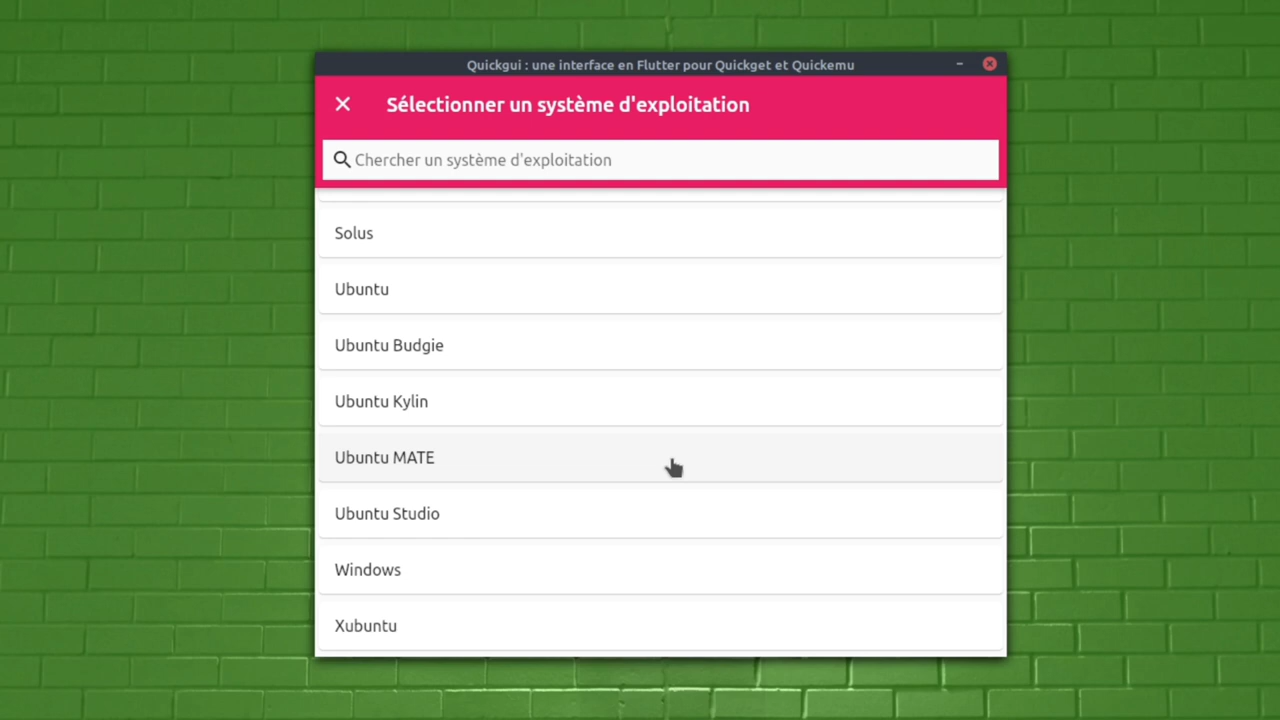 Quickgui : une interface en Flutter pour Quickget et Quickemu
Sélectionner un système d'exploitation
Chercher un système d'exploitation
Solus
Ubuntu
Ubuntu Budgie
Ubuntu Kylin
Ubuntu MATE
Ubuntu Studio
Windows
Xubuntu